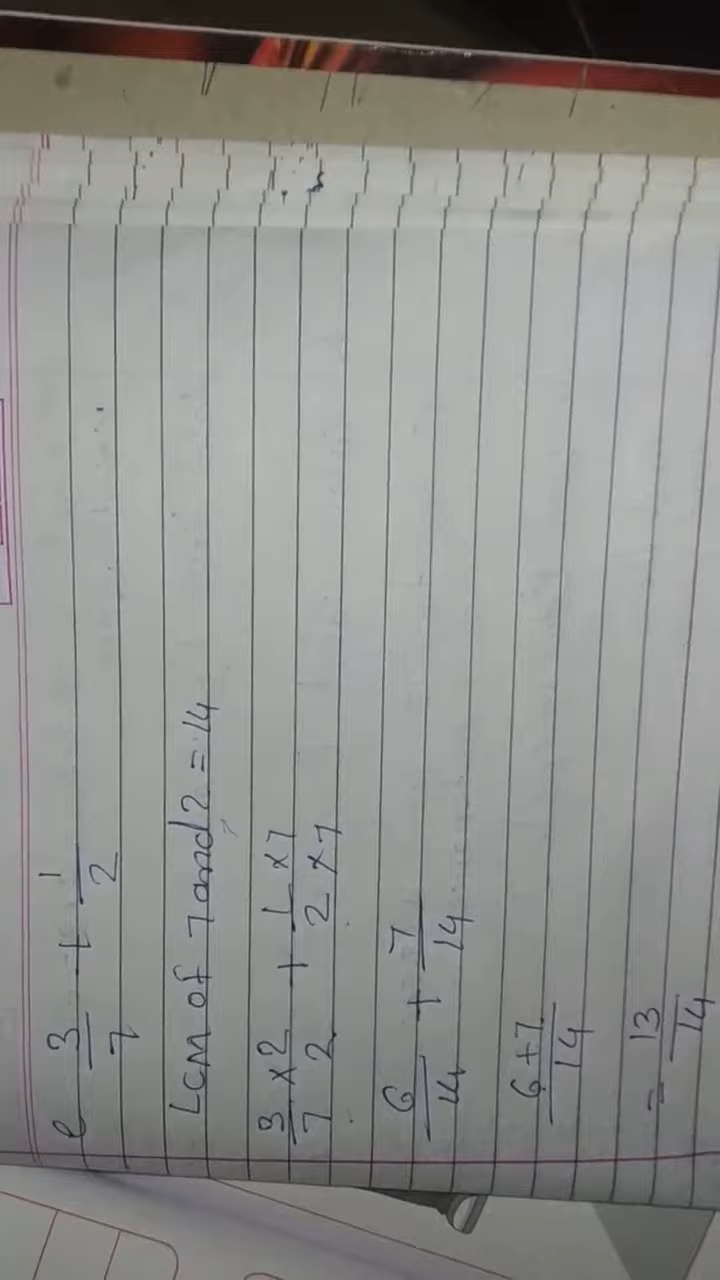 e 3/7 + 1/2
LCM of 7 and 2 = 14
3/7 × 2/2 + 1/2 × 7/7
6/14 + 7/14
6+7/14
= 13/14